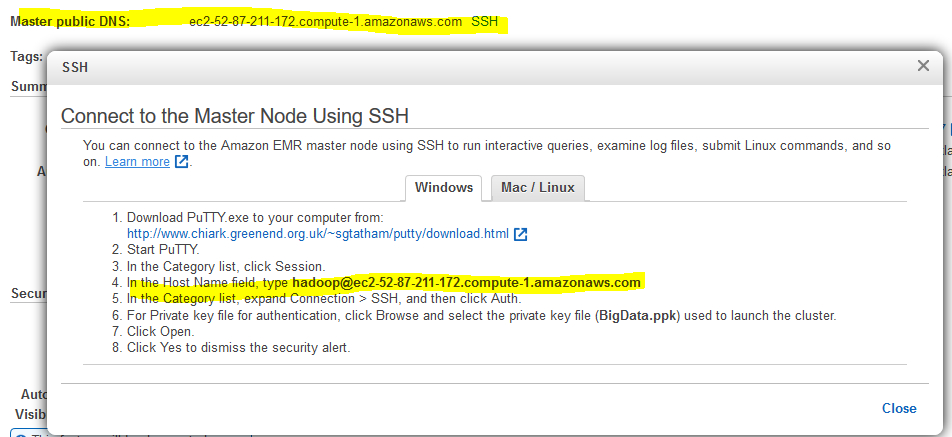 Master public DNS: ec2-52-87-211-172.compute-1.amazonaws.com SSH
Tags:
SSH
Summ
Connect to the Master Node Using SSH
You can connect to the Amazon EMR master node using SSH to run interactive queries, examine log files, submit Linux commands, and so
on. Learn more.
Windows Mac / Linux
1. Download PuTTY.exe to your computer from:
http://www.chiark.greenend.org.uk/~sgtatham/putty/download.html
2. Start PuTTY.
3. In the Category list, click Session.
4. In the Host Name field, type hadoop@ec2-52-87-211-172.compute-1.amazonaws.com
Secur
5. In the Category list, expand Connection > SSH, and then click Auth.
6. For Private key file for authentication, click Browse and select the private key file (BigData.ppk) used to launch the cluster.
7. Click Open.
8. Click Yes to dismiss the security alert.
Auto
Close
Visib